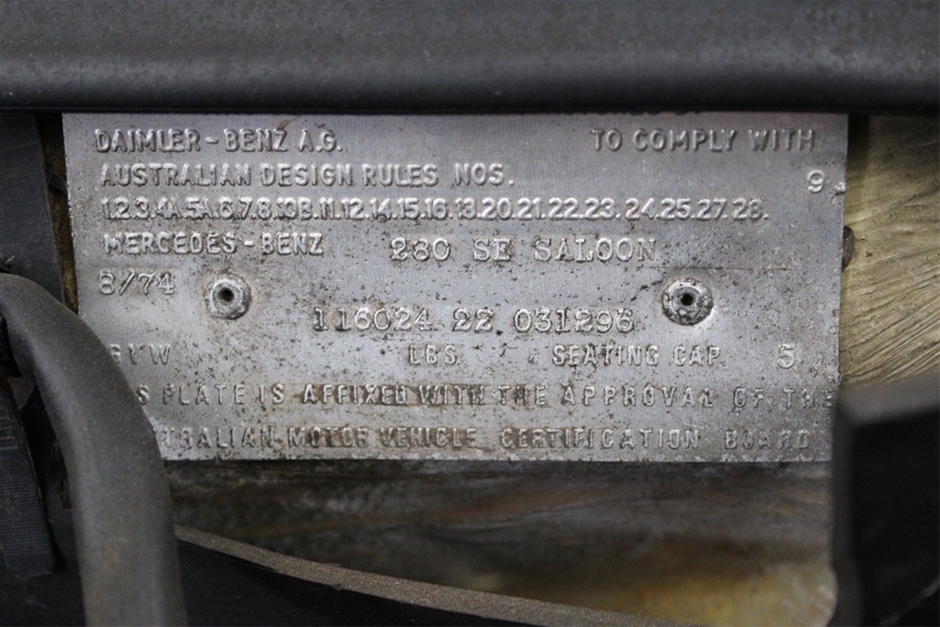 DAIMLER-BENZ A.G. TO COMPLY WITH
AUSTRALIAN DESIGN RULES NOS. 9.
1.2.3.4A.5A.6.7.8.10B.11.12.14.15.16.18.20.21.22.23.24.25.27.28.
MERCEDES-BENZ 280 SE SALOON
8/74
116024 22 031296
GVW LBS. SEATING CAP. 5
PLATE IS AFFIXED WITH THE APPROVAL OF THE
TRALIAN MOTOR VEHICLE CERTIFICATION BOARD